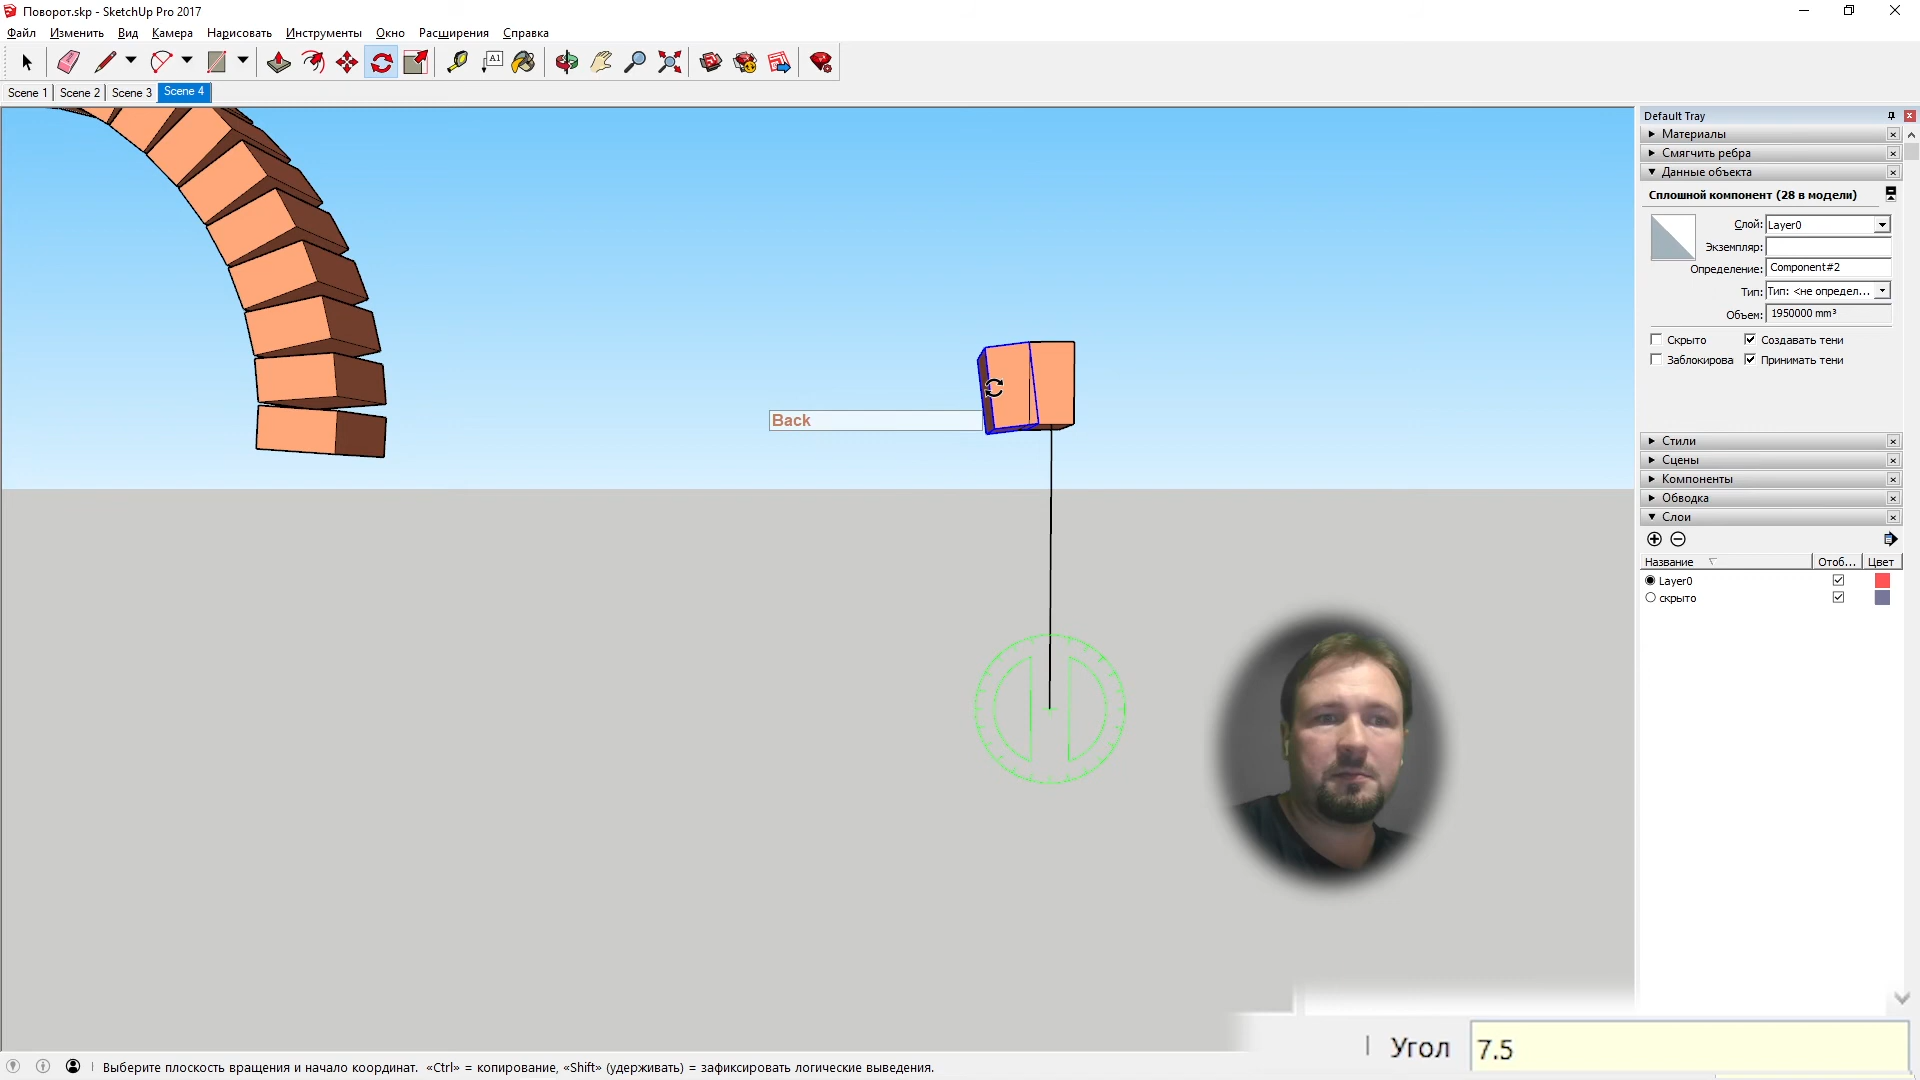 Поворот.skp - SketchUp Pro 2017
Файл Изменить Вид Камера Нарисовать Инструменты Окно Расширения Справка
A1
Scene 1 Scene 2 Scene 3 Scene 4
Default Tray
Материалы
Смягчить ребра
Данные объекта
Сплошной компонент (28 в модели)
Слой: Layer0
Экземпляр:
Определение: Component#2
Тип: Тип: <не определ...
Объем: 1950000 mm³
Скрыто Создавать тени
Заблокирова Принимать тени
Back
Стили
Сцены
Компоненты
Обводка
Слои
Название Отоб... Цвет
Layer0
скрыто
Угол 7.5
Выберите плоскость вращения и начало координат. «Ctrl» = копирование, «Shift» (удерживать) = зафиксировать логические выведения.